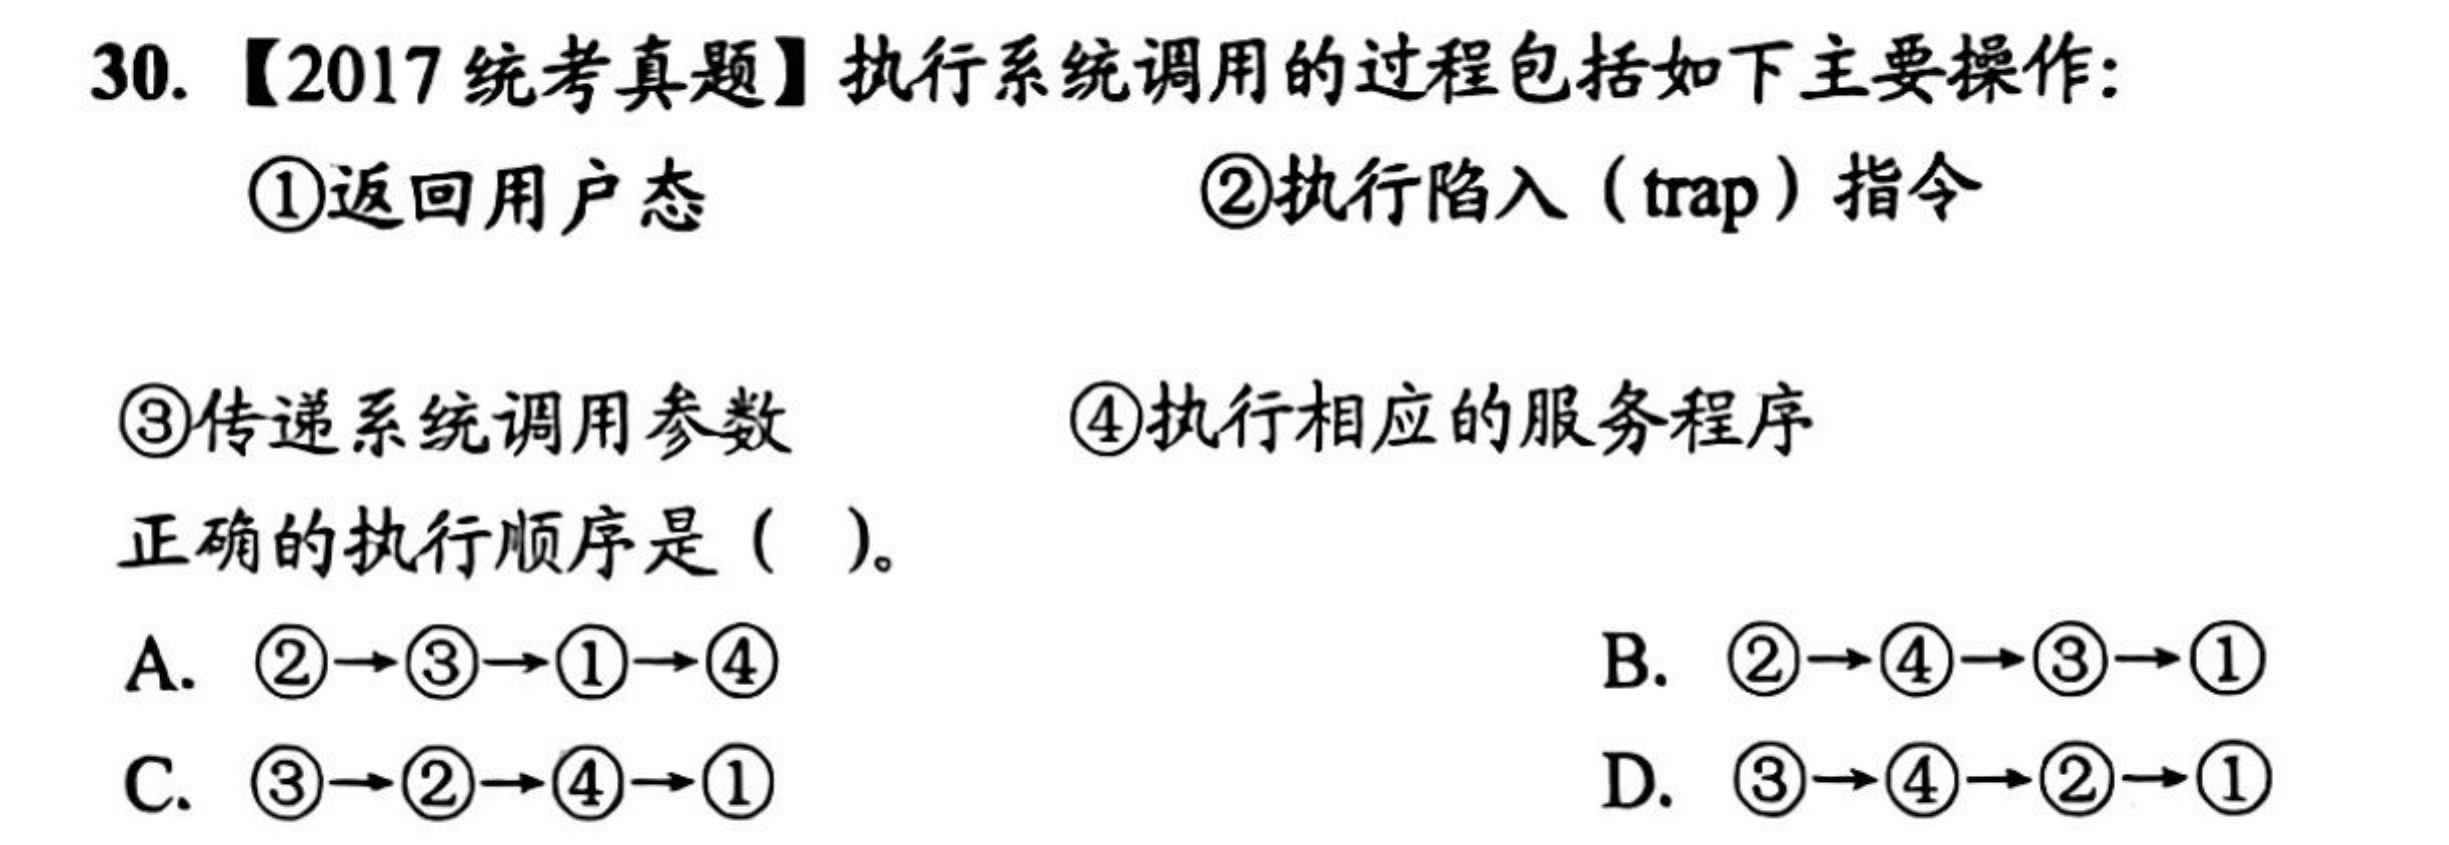 30. 【2017 统考真题】执行系统调用的过程包括如下主要操作:
①返回用户态 ②执行陷入（trap）指令
③传递系统调用参数 ④执行相应的服务程序
正确的执行顺序是（ ）。
A. ②→③→①→④ B. ②→④→③→①
C. ③→②→④→① D. ③→④→②→①